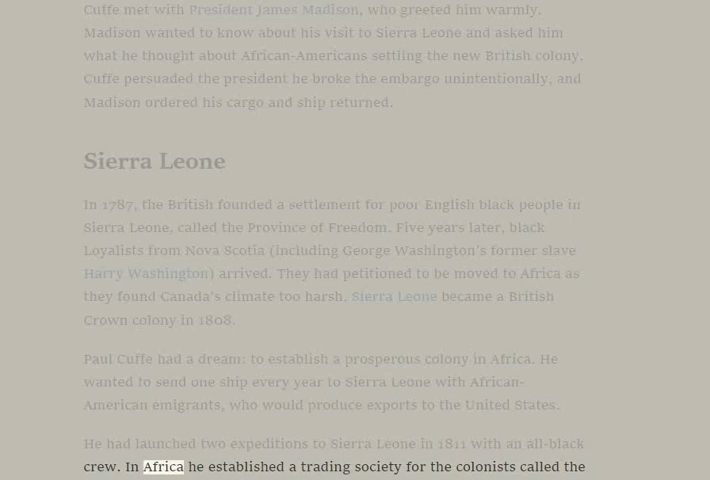 Cuffe met with President James Madison, who greeted him warmly.
Madison wanted to know about his visit to Sierra Leone and asked him
what he thought about African-Americans settling the new British colony.
Cuffe persuaded the president he broke the embargo unintentionally, and
Madison ordered his cargo and ship returned.
Sierra Leone
In 1787, the British founded a settlement for poor English black people in
Sierra Leone, called the Province of Freedom. Five years later, black
Loyalists from Nova Scotia (including George Washington's former slave
Harry Washington) arrived. They had petitioned to be moved to Africa as
they found Canada's climate too harsh. Sierra Leone became a British
Crown colony in 1808.
Paul Cuffe had a dream: to establish a prosperous colony in Africa. He
wanted to send one ship every year to Sierra Leone with African-
American emigrants, who would produce exports to the United States.
He had launched two expeditions to Sierra Leone in 1811 with an all-black
crew. In Africa he established a trading society for the colonists called the